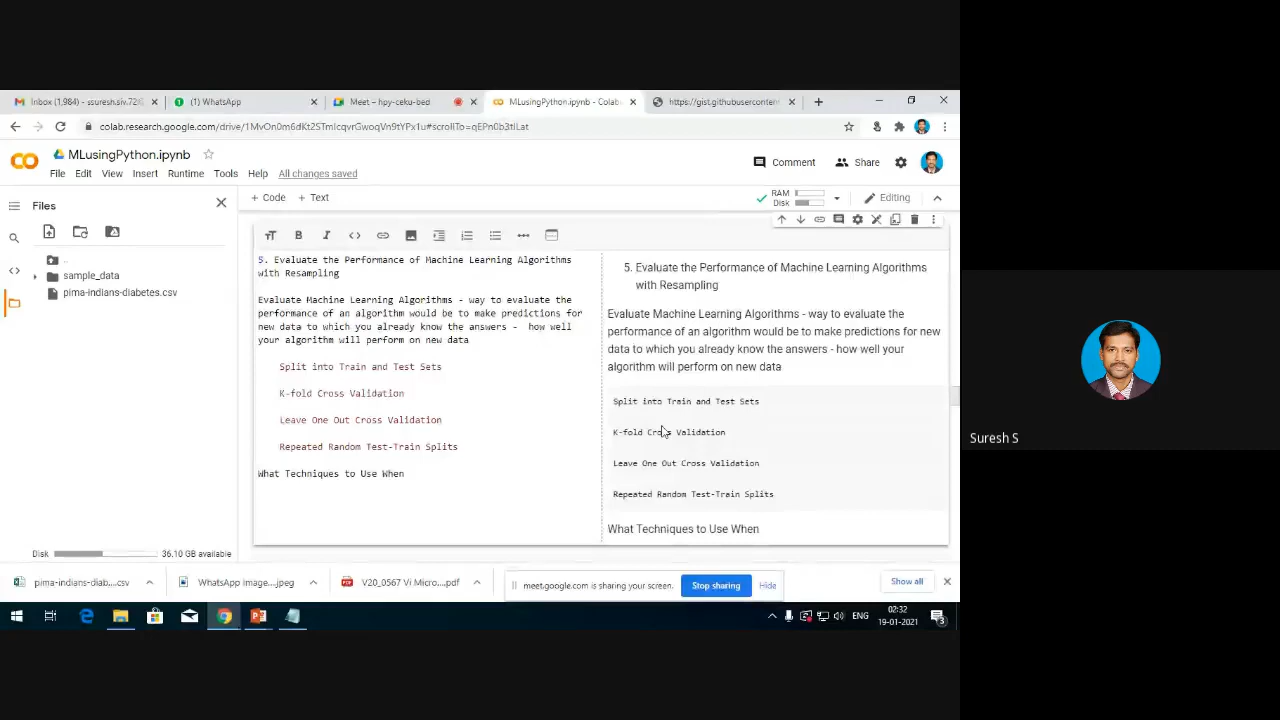 Inbox (1,984) - ssuresh.siv.72@
(1) WhatsApp
Meet – hpy-ceku-bed
MLusingPython.ipynb - Colab
https://gist.githubuserconten
colab.research.google.com/drive/
MLusingPython.ipynb
Comment
Share
File Edit View Insert Runtime Tools Help All changes saved
Files
+ Code + Text
RAM
Disk
Editing
..
sample_data
pima-indians-diabetes.csv
5. Evaluate the Performance of Machine Learning Algorithms
with Resampling
Evaluate Machine Learning Algorithms - way to evaluate the
performance of an algorithm would be to make predictions for
new data to which you already know the answers - how well
your algorithm will perform on new data
Split into Train and Test Sets
K-fold Cross Validation
Leave One Out Cross Validation
Repeated Random Test-Train Splits
What Techniques to Use When
5. Evaluate the Performance of Machine Learning Algorithms
with Resampling
Evaluate Machine Learning Algorithms - way to evaluate the
performance of an algorithm would be to make predictions for new
data to which you already know the answers - how well your
algorithm will perform on new data
Split into Train and Test Sets
K-fold Cross Validation
Leave One Out Cross Validation
Repeated Random Test-Train Splits
What Techniques to Use When
Suresh S
Disk
36.10 GB available
pima-indians-diab....csv
WhatsApp Image....jpeg
V20_0567 Vi Micro....pdf
meet.google.com is sharing your screen.
Stop sharing
Hide
Show all
ENG
02:32
19-01-2021
3